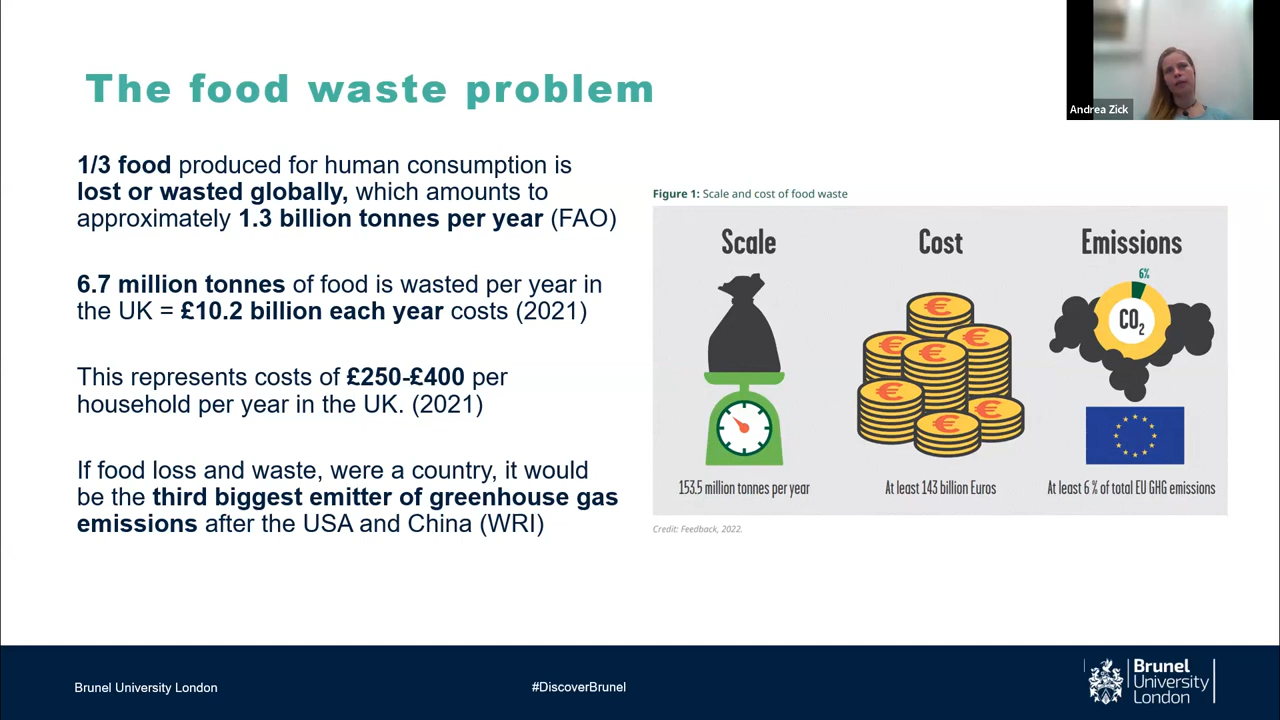 The food waste problem
Andrea Zick
1/3 food produced for human consumption is
lost or wasted globally, which amounts to
approximately 1.3 billion tonnes per year (FAO)
6.7 million tonnes of food is wasted per year in
the UK = £10.2 billion each year costs (2021)
This represents costs of £250-£400 per
household per year in the UK. (2021)
If food loss and waste, were a country, it would
be the third biggest emitter of greenhouse gas
emissions after the USA and China (WRI)
Figure 1: Scale and cost of food waste
Scale
Cost
Emissions
6%
CO₂
€
€
€
€
€
€
153.5 million tonnes per year
At least 143 billion Euros
At least 6 % of total EU GHG emissions
Credit: Feedback, 2022.
Brunel University London
#DiscoverBrunel
Brunel
University
London